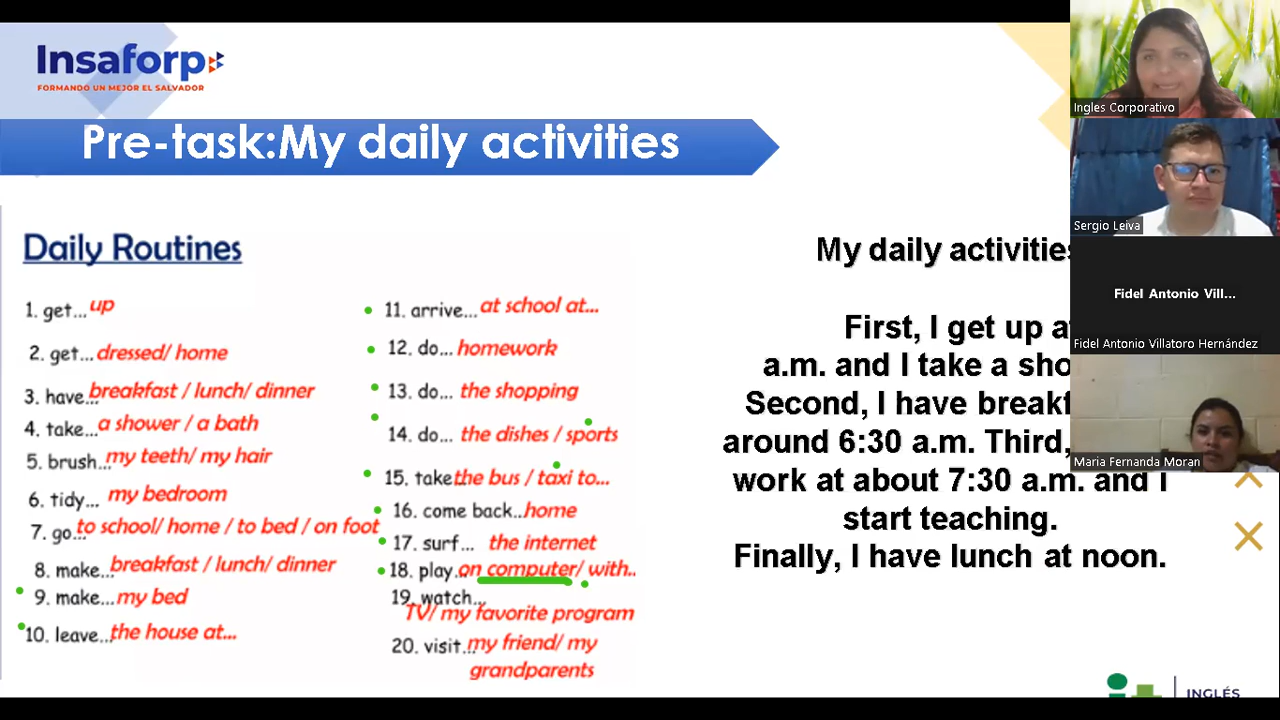 Insaforp
FORMANDO UN MEJOR EL SALVADOR
Pre-task:My daily activities
Daily Routines
1. get... up
2. get... dressed/ home
3. have... breakfast / lunch/ dinner
4. take... a shower / a bath
5. brush... my teeth/ my hair
6. tidy... my bedroom
7. go... to school/ home / to bed / on foot
8. make... breakfast / lunch/ dinner
9. make... my bed
10. leave... the house at...
11. arrive... at school at...
12. do... homework
13. do... the shopping
14. do... the dishes / sports
15. take... the bus / taxi to...
16. come back... home
17. surf... the internet
18. play... on computer/ with..
19. watch...
TV/ my favorite program
20. visit... my friend/ my
grandparents
My daily activities
First, I get up
a.m. and I take a
Second, I have
around 6:30 a.m. Third,
work at about 7:30 a.m. and I
start teaching.
Finally, I have lunch at noon.
Ingles Corporativo
Sergio Leiva
Fidel Antonio Vill...
Fidel Antonio Villatoro Hernández
Maria Fernanda Moran
INGLÉS